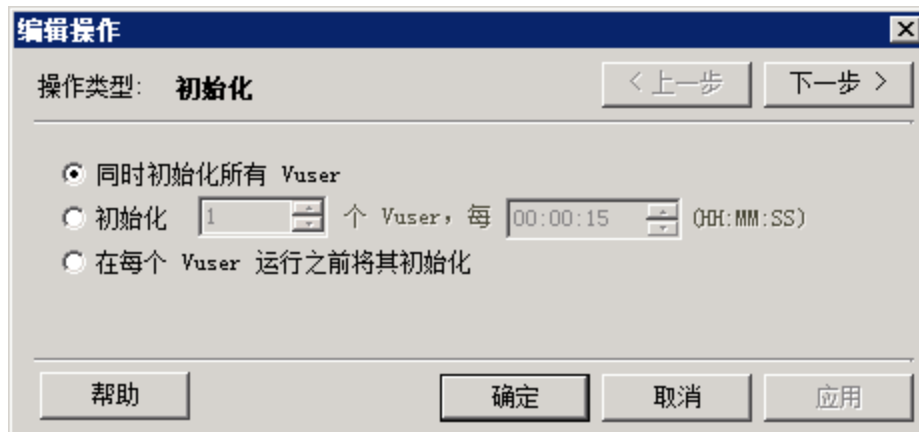 编辑操作
操作类型: 初始化 < 上一步 下一步 >
同时初始化所有 Vuser
初始化 1 个 Vuser，每 00:00:15 (HH:MM:SS)
在每个 Vuser 运行之前将其初始化
帮助 确定 取消 应用